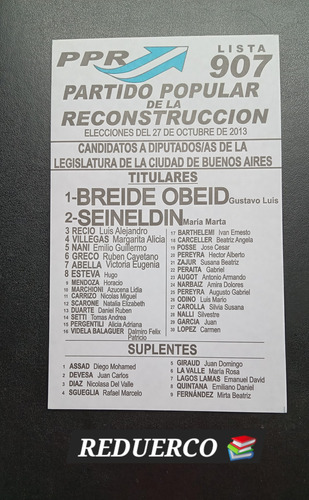 PPR
LISTA
907
PARTIDO POPULAR
DE LA
RECONSTRUCCION
ELECCIONES DEL 27 DE OCTUBRE DE 2013
CANDIDATOS A DIPUTADOS/AS DE LA
LEGISLATURA DE LA CIUDAD DE BUENOS AIRES
TITULARES
1-BREIDE OBEID Gustavo Luis
2-SEINELDIN Maria Marta
3 RECIO Luis Alejandro
4 VILLEGAS Margarita Alicia
5 NANI Emilio Guillermo
6 GRECO Ruben Cayetano
7 ABELLA Victoria Eugenia
8 ESTEVA Hugo
9 MENDOZA Horacio
10 MARCHIONI Azucena Lidia
11 CARRIZO Nicolas Miguel
12 SCARONE Natalia Elizabeth
13 DUARTE Daniel Ruben
14 SETTI Tomas Andres
15 PERGENTILI Alicia Adriana
16 VIDELA BALAGUER Dalmiro Felix
Patricio
17 BARTHELEMI Ivan Ernesto
18 CARCELLER Beatriz Angela
19 POSSE Jose Cesar
20 PEREYRA Hector Alberto
21 ZAJUR Susana Beatriz
22 PERAITA Gabriel
23 AUGOT Antonio Armando
24 NARBAIZ Amira Dolores
25 PEREYRA Augusto Gabriel
26 ODINO Luis Mario
27 CAROLLA Silvia Susana
28 NALLI Silvestre
29 GARCIA Juan
30 LOPEZ Carmen
SUPLENTES
1 ASSAD Diego Mohamed
2 DEVESA Juan Carlos
3 DIAZ Nicolasa Del Valle
4 SGUEGLIA Rafael Marcelo
5 GIRAUD Juan Domingo
6 LA VALLE Maria Rosa
7 LAGOS LAMAS Emanuel David
8 QUINTANA Emiliano Daniel
9 FERNÁNDEZ Mirta Beatriz
REDUERCO